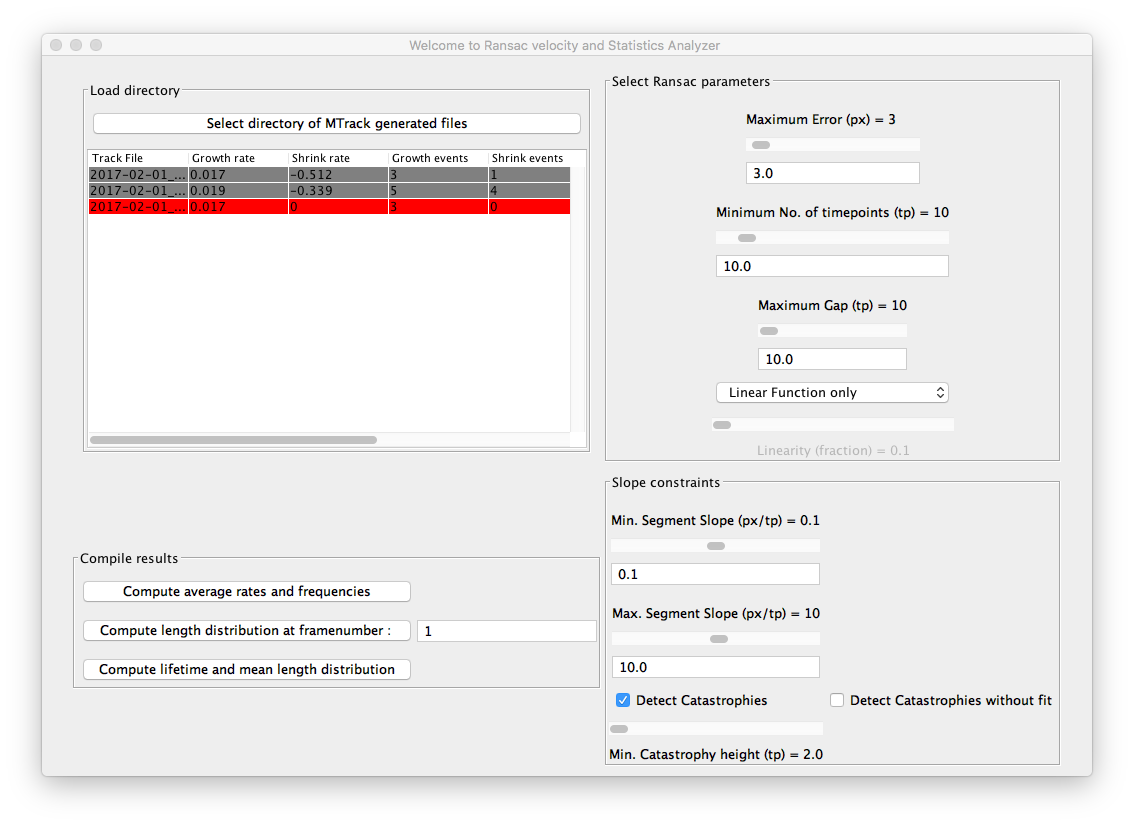 Welcome to Ransac velocity and Statistics Analyzer
Load directory
Select directory of MTrack generated files
Track File Growth rate Shrink rate Growth events Shrink events
2017-02-01_... 0.017 -0.512 3 1
2017-02-01_... 0.019 -0.339 5 4
2017-02-01_... 0.017 0 3 0
Compile results
Compute average rates and frequencies
Compute length distribution at framenumber : 1
Compute lifetime and mean length distribution
Select Ransac parameters
Maximum Error (px) = 3
3.0
Minimum No. of timepoints (tp) = 10
10.0
Maximum Gap (tp) = 10
10.0
Linear Function only
Linearity (fraction) = 0.1
Slope constraints
Min. Segment Slope (px/tp) = 0.1
0.1
Max. Segment Slope (px/tp) = 10
10.0
Detect Catastrophies Detect Catastrophies without fit
Min. Catastrophy height (tp) = 2.0